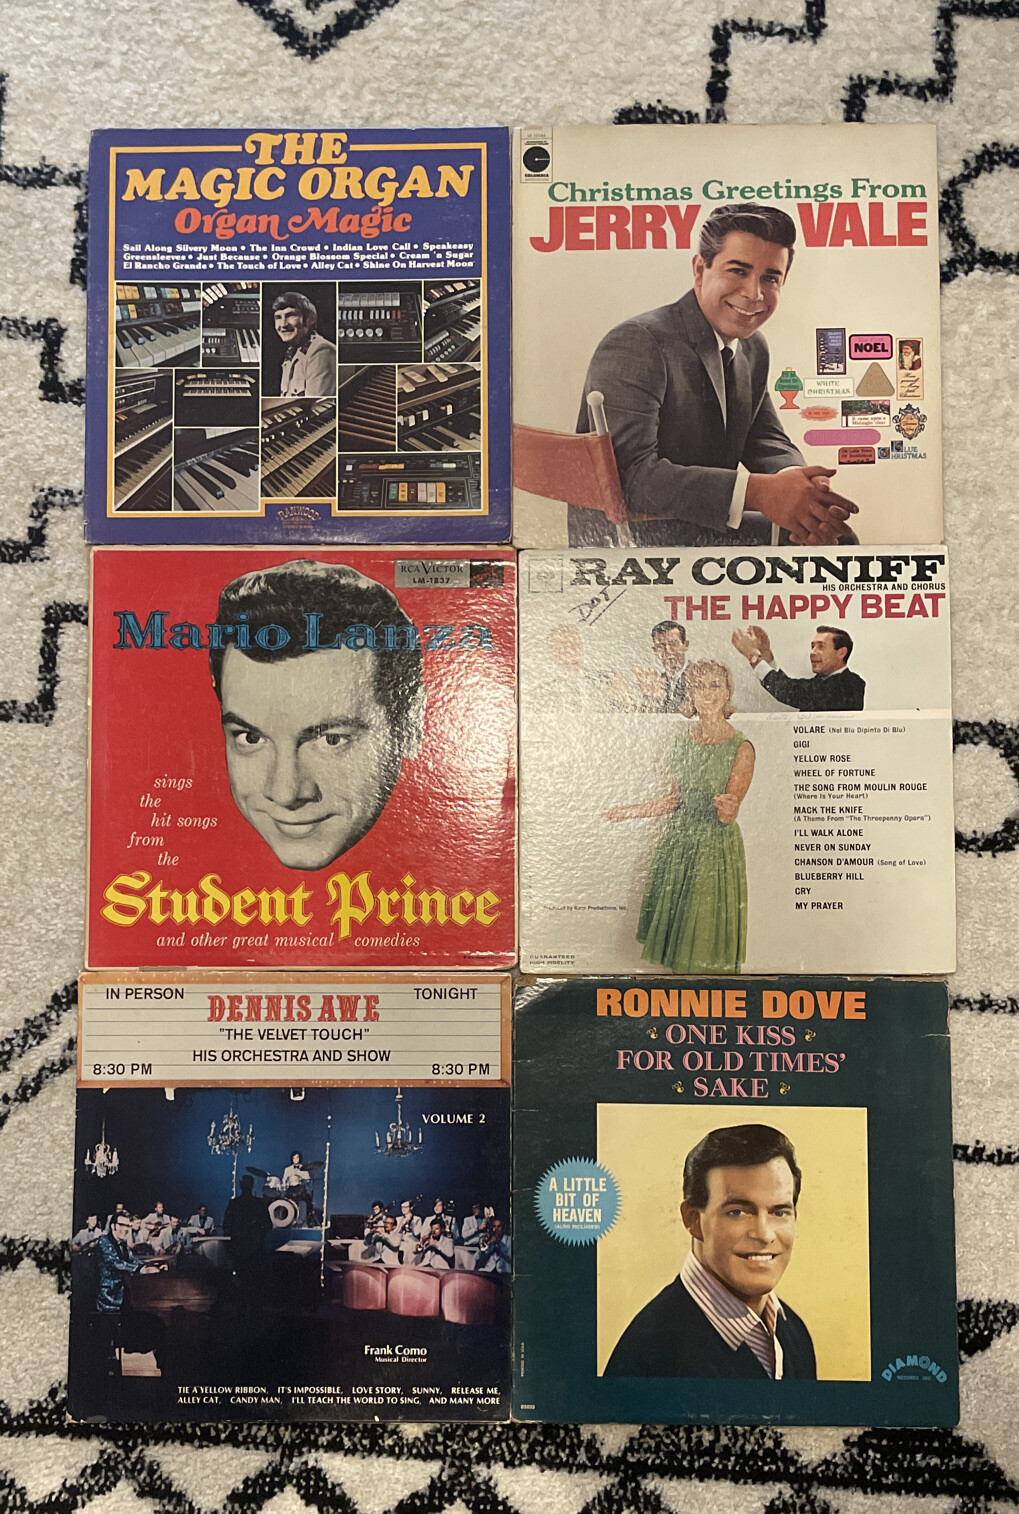 THE
MAGIC ORGAN
Organ Magic
Sail Along Silvery Moon • The Inn Crowd • Indian Love Call • Speakeasy
Greensleeves • Just Because • Orange Blossom Special • Cream 'n Sugar
El Rancho Grande • The Touch of Love • Alley Cat • Shine On Harvest Moon
RANWOOD
COLUMBIA
Christmas Greetings From
JERRY VALE
NOEL
WHITE
CHRISTMAS
BLUE
CHRISTMAS
RCA VICTOR
LM-1837
Mario Lanza
sings
the
hit songs
from
the
Student Prince
and other great musical comedies
RAY CONNIFF
HIS ORCHESTRA AND CHORUS
THE HAPPY BEAT
DOT
VOLARE (Nel Blu Dipinto Di Blu)
GIGI
YELLOW ROSE
WHEEL OF FORTUNE
THE SONG FROM MOULIN ROUGE
(Where Is Your Heart)
MACK THE KNIFE
(A Theme From "The Threepenny Opera")
I'LL WALK ALONE
NEVER ON SUNDAY
CHANSON D'AMOUR (Song of Love)
BLUEBERRY HILL
CRY
MY PRAYER
GUARANTEED
HIGH FIDELITY
IN PERSON
TONIGHT
DENNIS AWE
"THE VELVET TOUCH"
HIS ORCHESTRA AND SHOW
8:30 PM
8:30 PM
VOLUME 2
Frank Como
Musical Director
TIE A YELLOW RIBBON, IT'S IMPOSSIBLE, LOVE STORY, SUNNY, RELEASE ME,
ALLEY CAT, CANDY MAN, I'LL TEACH THE WORLD TO SING, AND MANY MORE
RONNIE DOVE
ONE KISS
FOR OLD TIMES'
SAKE
A LITTLE
BIT OF
HEAVEN
DIAMOND
RECORDS INC